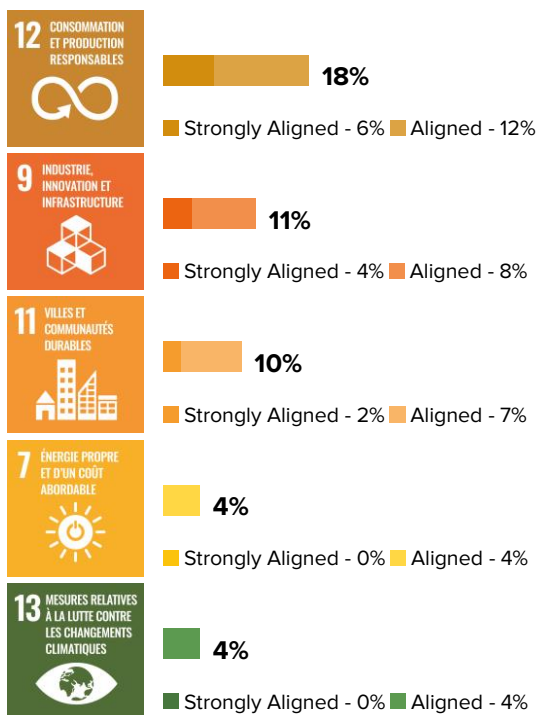 12 CONSOMMATION
ET PRODUCTION
RESPONSABLES
18%
Strongly Aligned - 6% Aligned - 12%
9 INDUSTRIE,
INNOVATION ET
INFRASTRUCTURE
11%
Strongly Aligned - 4% Aligned - 8%
11 VILLES ET
COMMUNAUTÉS
DURABLES
10%
Strongly Aligned - 2% Aligned - 7%
7 ÉNERGIE PROPRE
ET D'UN COÛT
ABORDABLE
4%
Strongly Aligned - 0% Aligned - 4%
13 MESURES RELATIVES
À LA LUTTE CONTRE
LES CHANGEMENTS
CLIMATIQUES
4%
Strongly Aligned - 0% Aligned - 4%